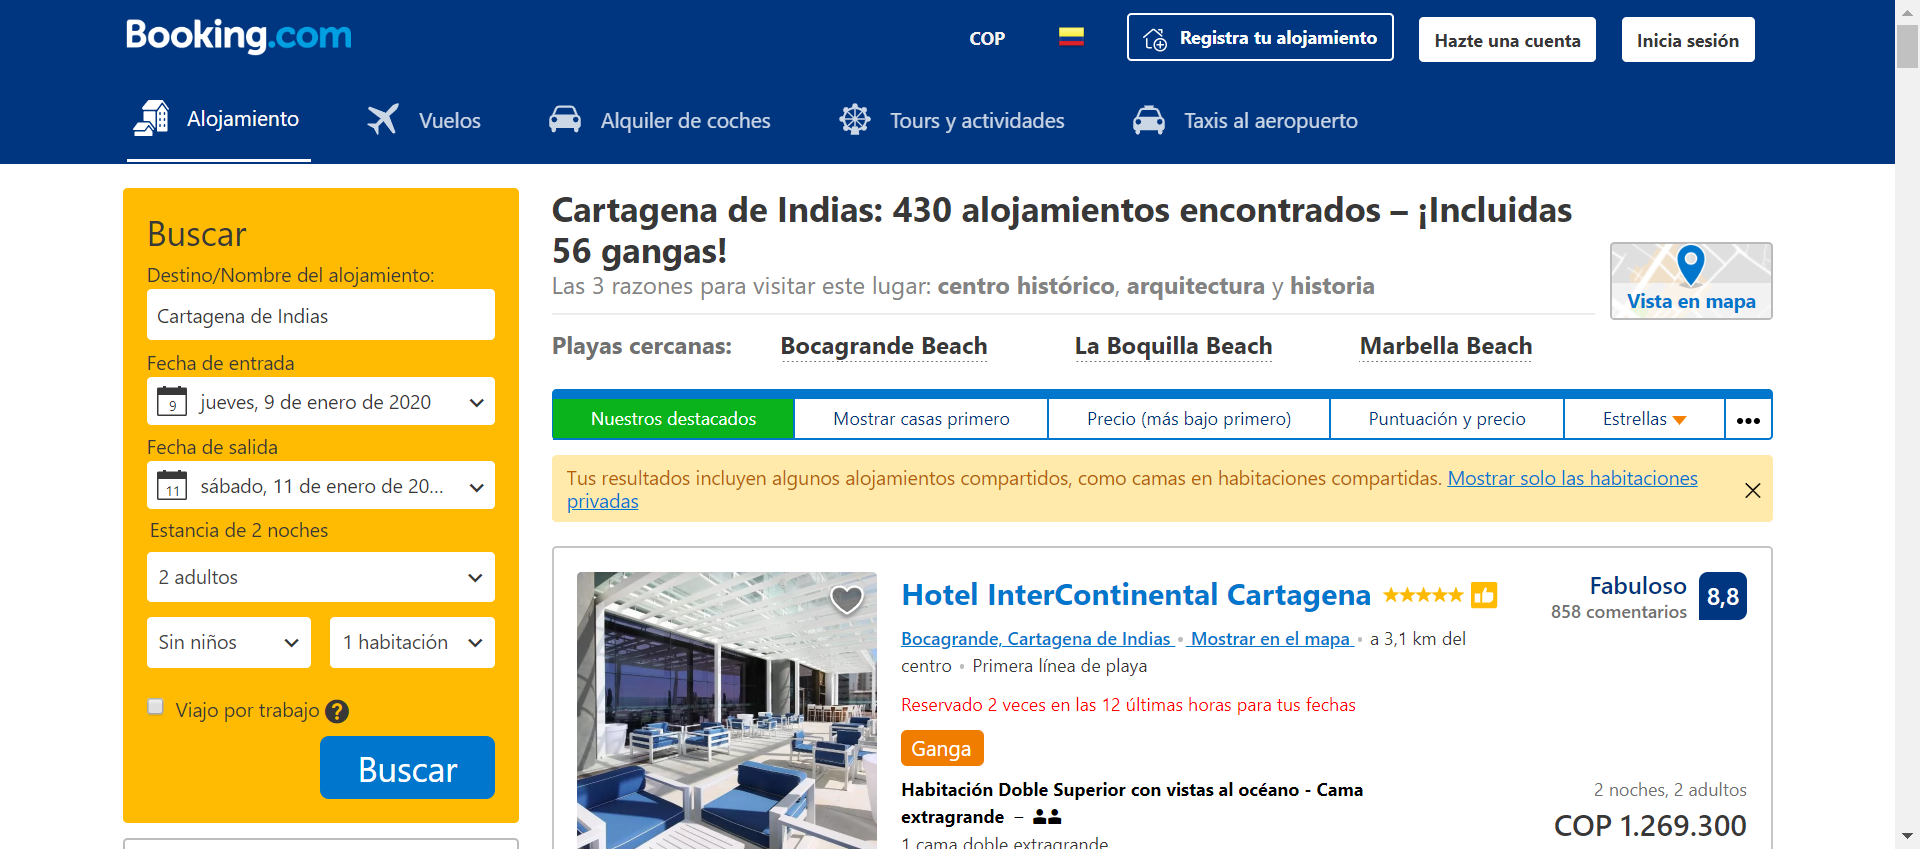 Booking.com
COP
Registra tu alojamiento
Hazte una cuenta
Inicia sesión
Alojamiento
Vuelos
Alquiler de coches
Tours y actividades
Taxis al aeropuerto
Buscar
Destino/Nombre del alojamiento:
Cartagena de Indias
Fecha de entrada
9
jueves, 9 de enero de 2020
Fecha de salida
11
sábado, 11 de enero de 20...
Estancia de 2 noches
2 adultos
Sin niños
1 habitación
Viajo por trabajo ?
Buscar
Cartagena de Indias: 430 alojamientos encontrados – ¡Incluidas
56 gangas!
Las 3 razones para visitar este lugar: centro histórico, arquitectura y historia
Vista en mapa
Playas cercanas: Bocagrande Beach La Boquilla Beach Marbella Beach
Nuestros destacados
Mostrar casas primero
Precio (más bajo primero)
Puntuación y precio
Estrellas
•••
Tus resultados incluyen algunos alojamientos compartidos, como camas en habitaciones compartidas. Mostrar solo las habitaciones
privadas
Hotel InterContinental Cartagena
Fabuloso
858 comentarios
8,8
Bocagrande, Cartagena de Indias • Mostrar en el mapa • a 3,1 km del
centro • Primera línea de playa
Reservado 2 veces en las 12 últimas horas para tus fechas
Ganga
Habitación Doble Superior con vistas al océano - Cama
extragrande –
2 noches, 2 adultos
COP 1.269.300
1 cama doble extragrande